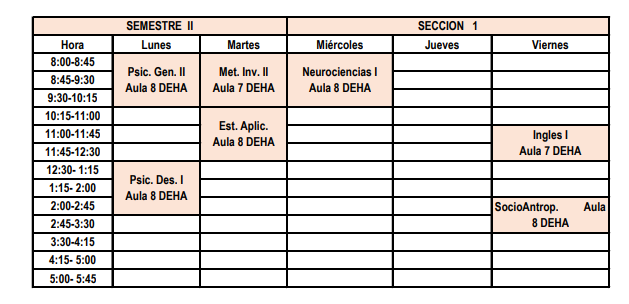 SEMESTRE II SECCION 1
Hora Lunes Martes Miércoles Jueves Viernes
8:00-8:45
8:45-9:30
9:30-10:15
Psic. Gen. II
Aula 8 DEHA
Met. Inv. II
Aula 7 DEHA
Neurociencias I
Aula 8 DEHA
10:15-11:00
11:00-11:45
11:45-12:30
Est. Aplic.
Aula 8 DEHA
Ingles I
Aula 7 DEHA
12:30- 1:15
1:15- 2:00
2:00-2:45
Psic. Des. I
Aula 8 DEHA
2:45-3:30
SocioAntrop. Aula
8 DEHA
3:30-4:15
4:15- 5:00
5:00- 5:45